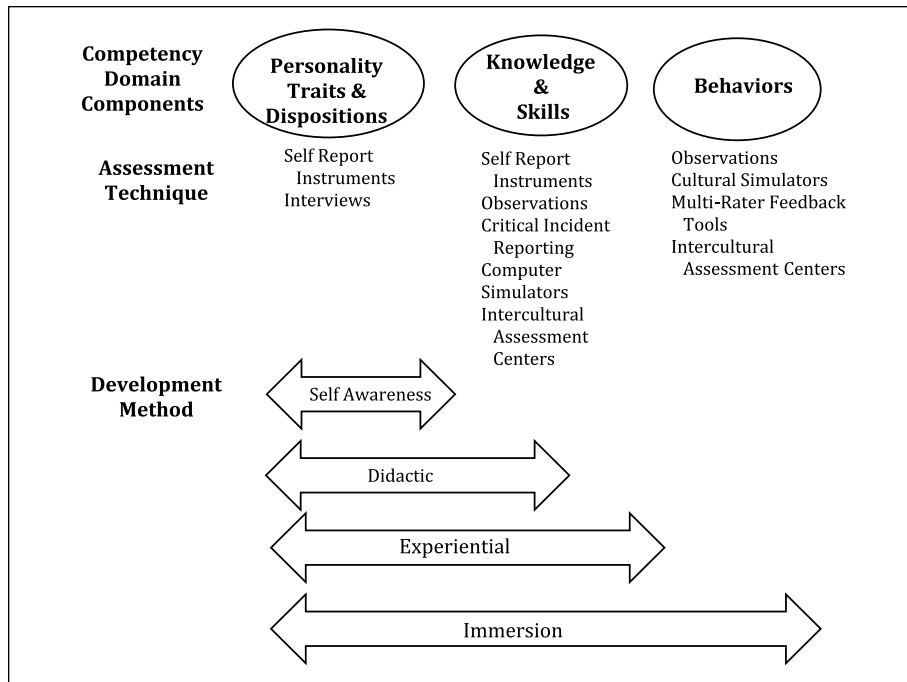 Competency
Domain
Components
Personality
Traits &
Dispositions
Knowledge
&
Skills
Behaviors
Assessment
Technique
Self Report
Instruments
Interviews
Self Report
Instruments
Observations
Critical Incident
Reporting
Computer
Simulators
Intercultural
Assessment
Centers
Observations
Cultural Simulators
Multi-Rater Feedback
Tools
Intercultural
Assessment Centers
Development
Method
Self Awareness
Didactic
Experiential
Immersion